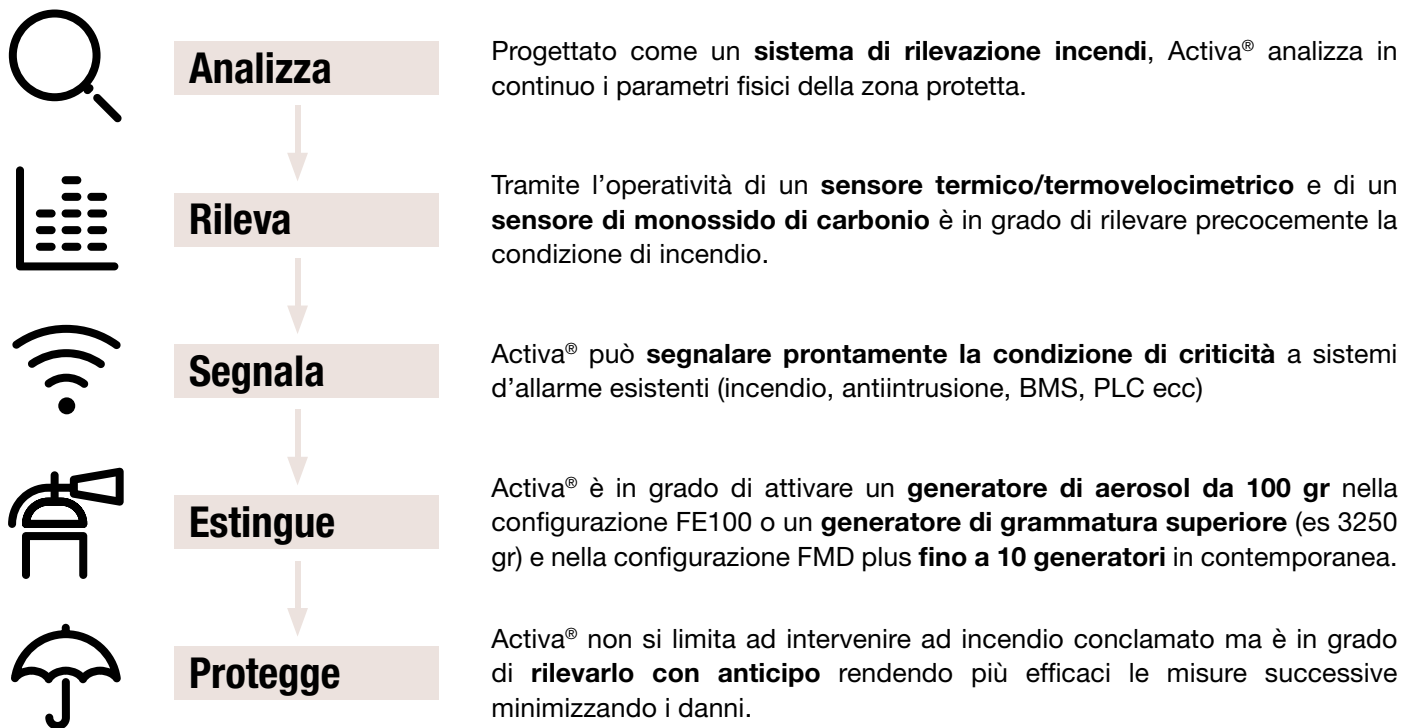 Analizza
Progettato come un sistema di rilevazione incendi, Activa® analizza in
continuo i parametri fisici della zona protetta.
Rileva
Tramite l’operatività di un sensore termico/termovelocimetrico e di un
sensore di monossido di carbonio è in grado di rilevare precocemente la
condizione di incendio.
Segnala
Activa® può segnalare prontamente la condizione di criticità a sistemi
d’allarme esistenti (incendio, antiintrusione, BMS, PLC ecc)
Estingue
Activa® è in grado di attivare un generatore di aerosol da 100 gr nella
configurazione FE100 o un generatore di grammatura superiore (es 3250
gr) e nella configurazione FMD plus fino a 10 generatori in contemporanea.
Protegge
Activa® non si limita ad intervenire ad incendio conclamato ma è in grado
di rilevarlo con anticipo rendendo più efficaci le misure successive
minimizzando i danni.